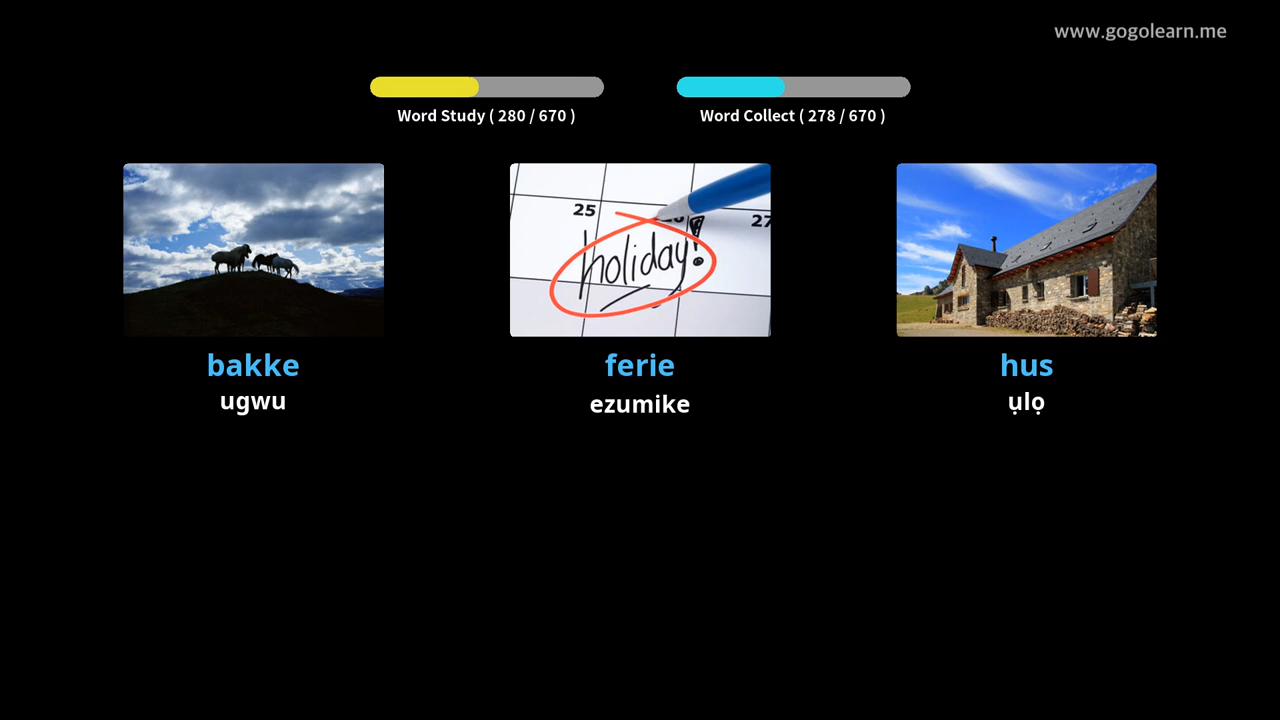 www.gogolearn.me
Word Study ( 280 / 670 )
Word Collect ( 278 / 670 )
25
27
holiday!
bakke
ferie
hus
ugwu
ezumike
ụlọ